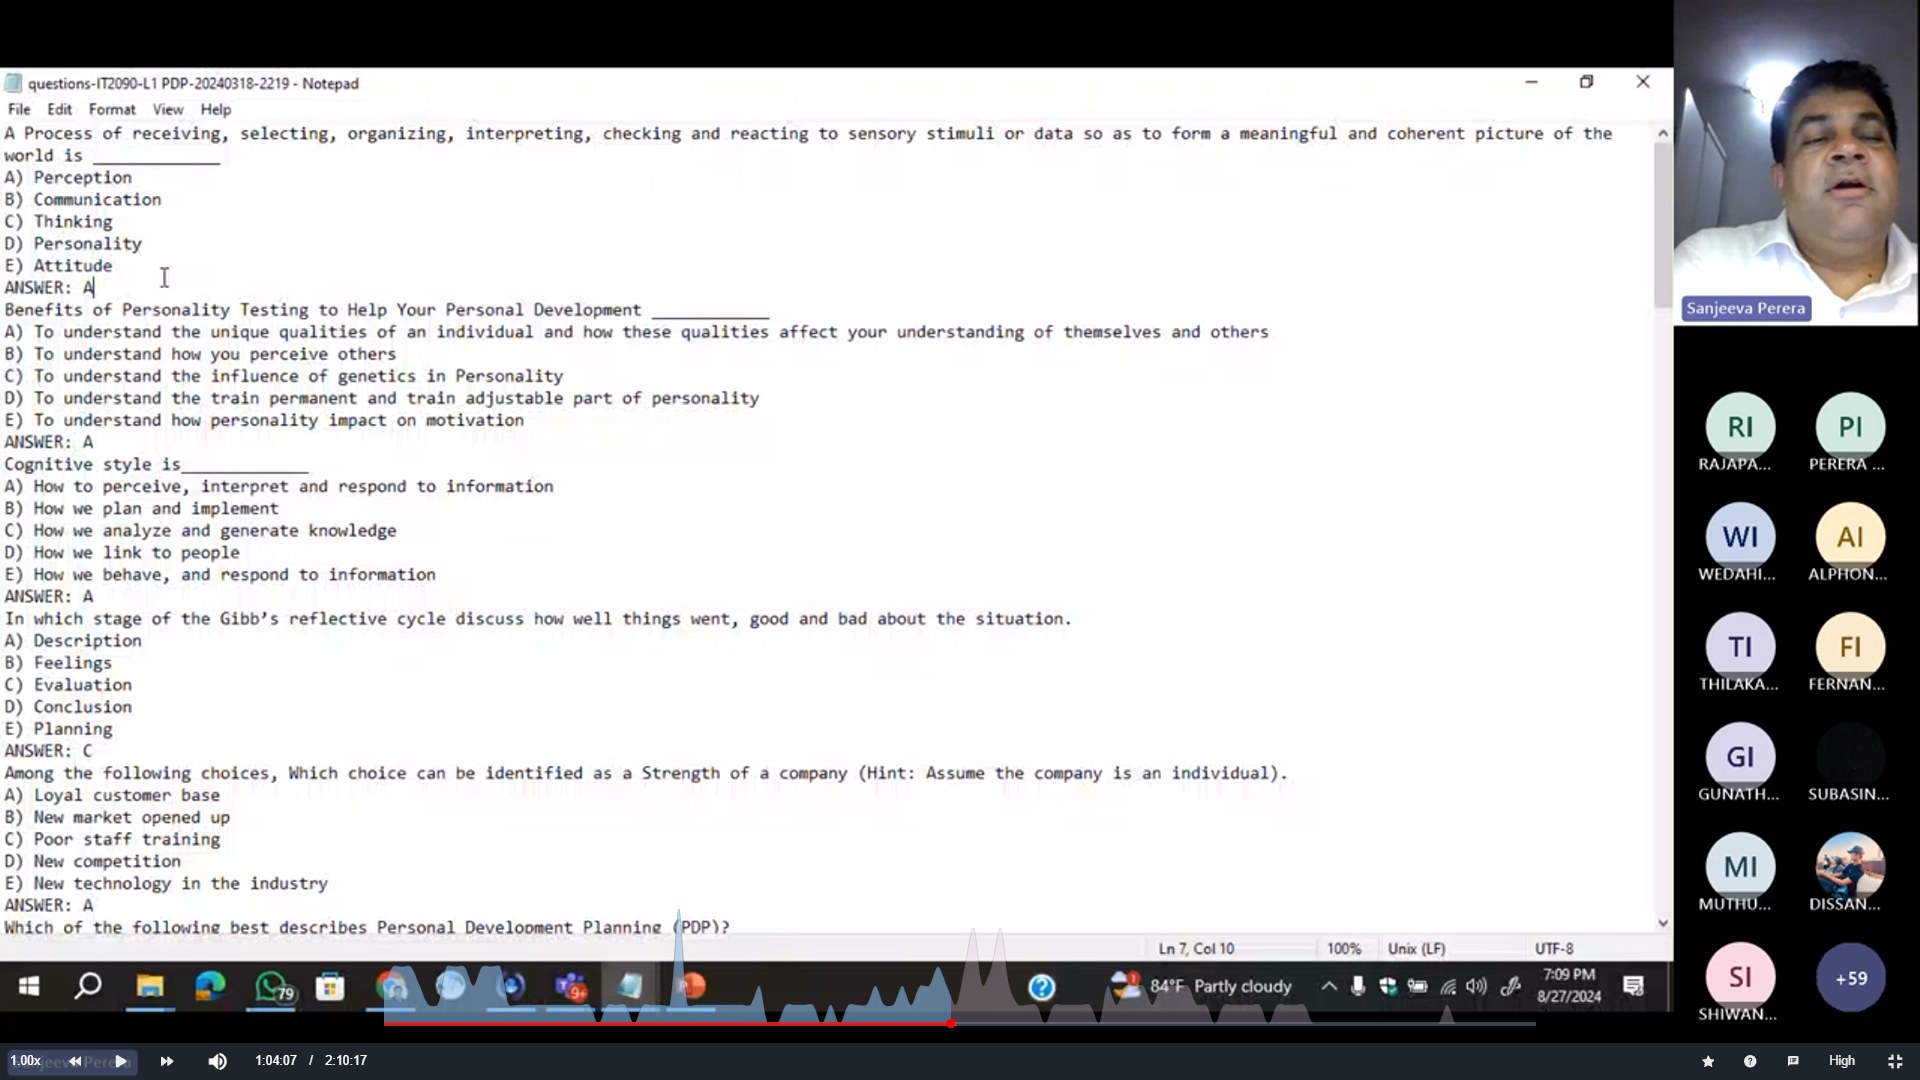 questions-IT2090-L1 PDP-20240318-2219 - Notepad
File Edit Format View Help
A Process of receiving, selecting, organizing, interpreting, checking and reacting to sensory stimuli or data so as to form a meaningful and coherent picture of the
world is ____________
A) Perception
B) Communication
C) Thinking
D) Personality
E) Attitude
ANSWER: A
Benefits of Personality Testing to Help Your Personal Development ____________
A) To understand the unique qualities of an individual and how these qualities affect your understanding of themselves and others
B) To understand how you perceive others
C) To understand the influence of genetics in Personality
D) To understand the train permanent and train adjustable part of personality
E) To understand how personality impact on motivation
ANSWER: A
Cognitive style is_____________
A) How to perceive, interpret and respond to information
B) How we plan and implement
C) How we analyze and generate knowledge
D) How we link to people
E) How we behave, and respond to information
ANSWER: A
In which stage of the Gibb’s reflective cycle discuss how well things went, good and bad about the situation.
A) Description
B) Feelings
C) Evaluation
D) Conclusion
E) Planning
ANSWER: C
Among the following choices, Which choice can be identified as a Strength of a company (Hint: Assume the company is an individual).
A) Loyal customer base
B) New market opened up
C) Poor staff training
D) New competition
E) New technology in the industry
ANSWER: A
Which of the following best describes Personal Development Planning (PDP)?
Ln 7, Col 10 100% Unix (LF) UTF-8
79 9+ 1 84°F Partly cloudy 7:09 PM
8/27/2024
Sanjeeva Perera
RI PI
RAJAPA... PERERA ...
WI AI
WEDAHI... ALPHON...
TI FI
THILAKA... FERNAN...
GI
GUNATH... SUBASIN...
MI
MUTHU... DISSAN...
SI +59
SHIWAN...
1.00x 1:04:07 / 2:10:17 High